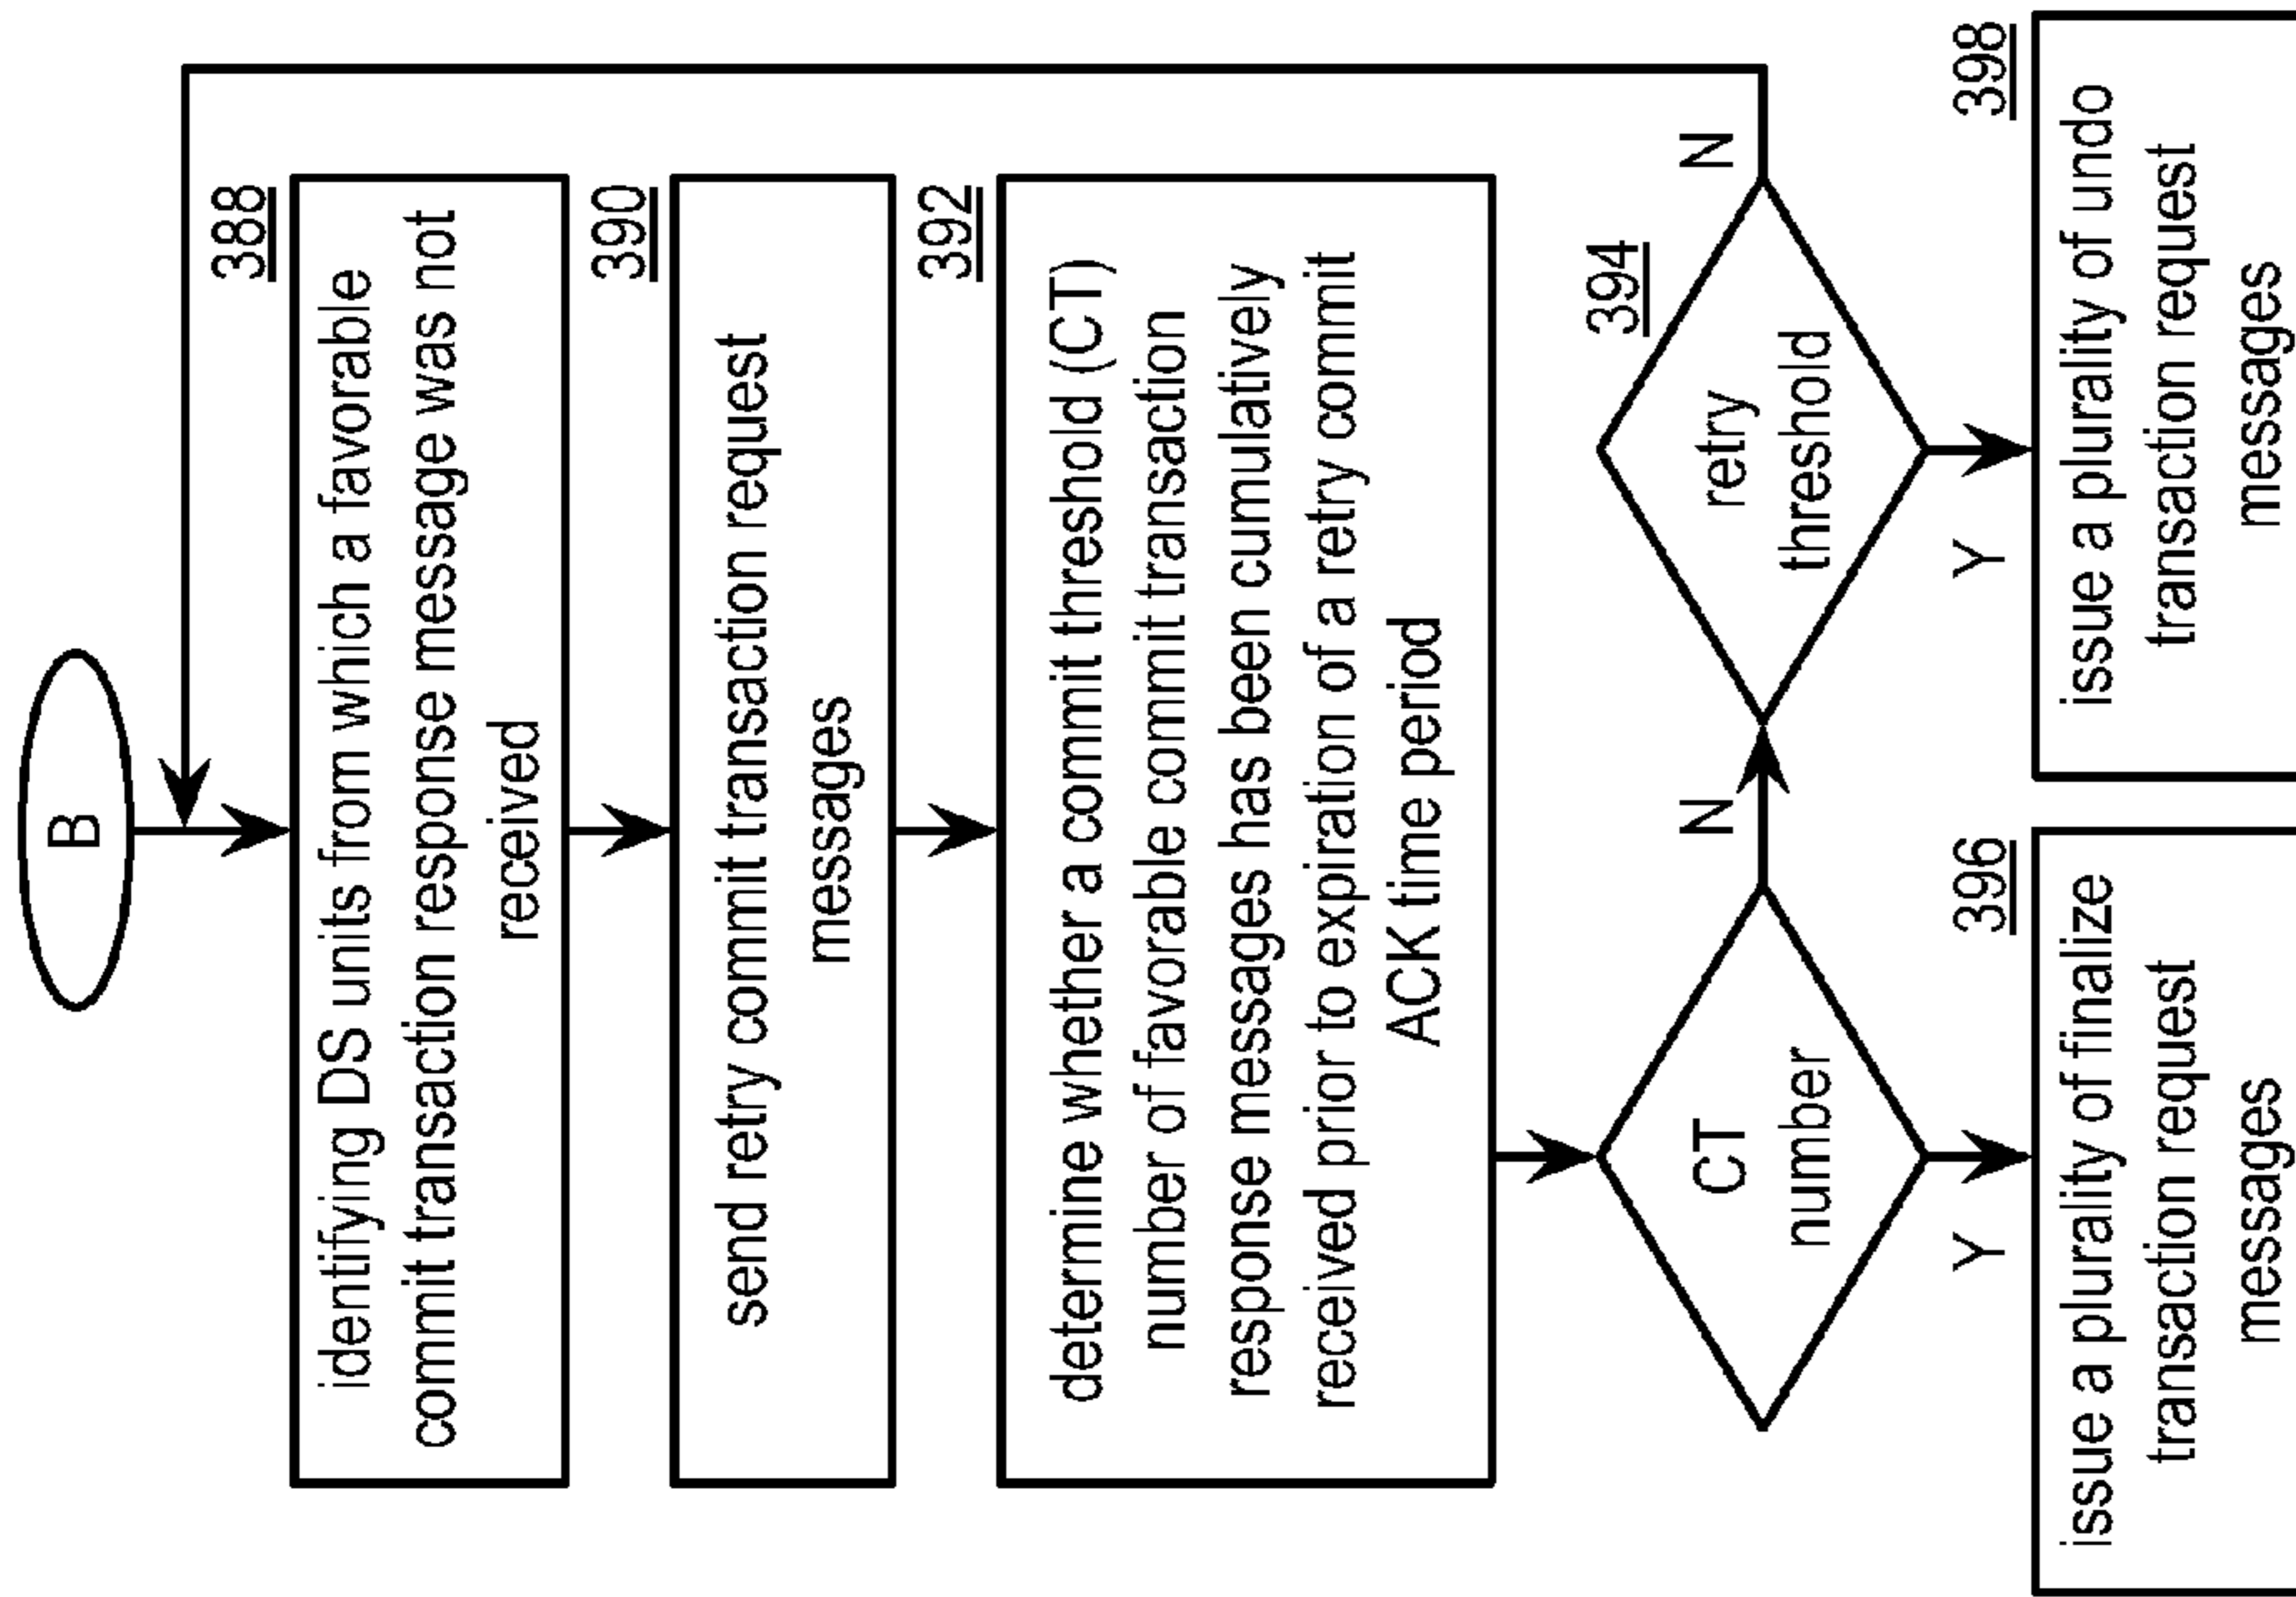 B
388
identifying DS units from which a favorable
commit transaction response message was not
received
390
send retry commit transaction request
messages
392
determine whether a commit threshold (CT)
number of favorable commit transaction
response messages has been cumulatively
received prior to expiration of a retry commit
ACK time period
CT
number
N
Y
394
retry
threshold
N
Y
396
issue a plurality of finalize
transaction request
messages
398
issue a plurality of undo
transaction request
messages